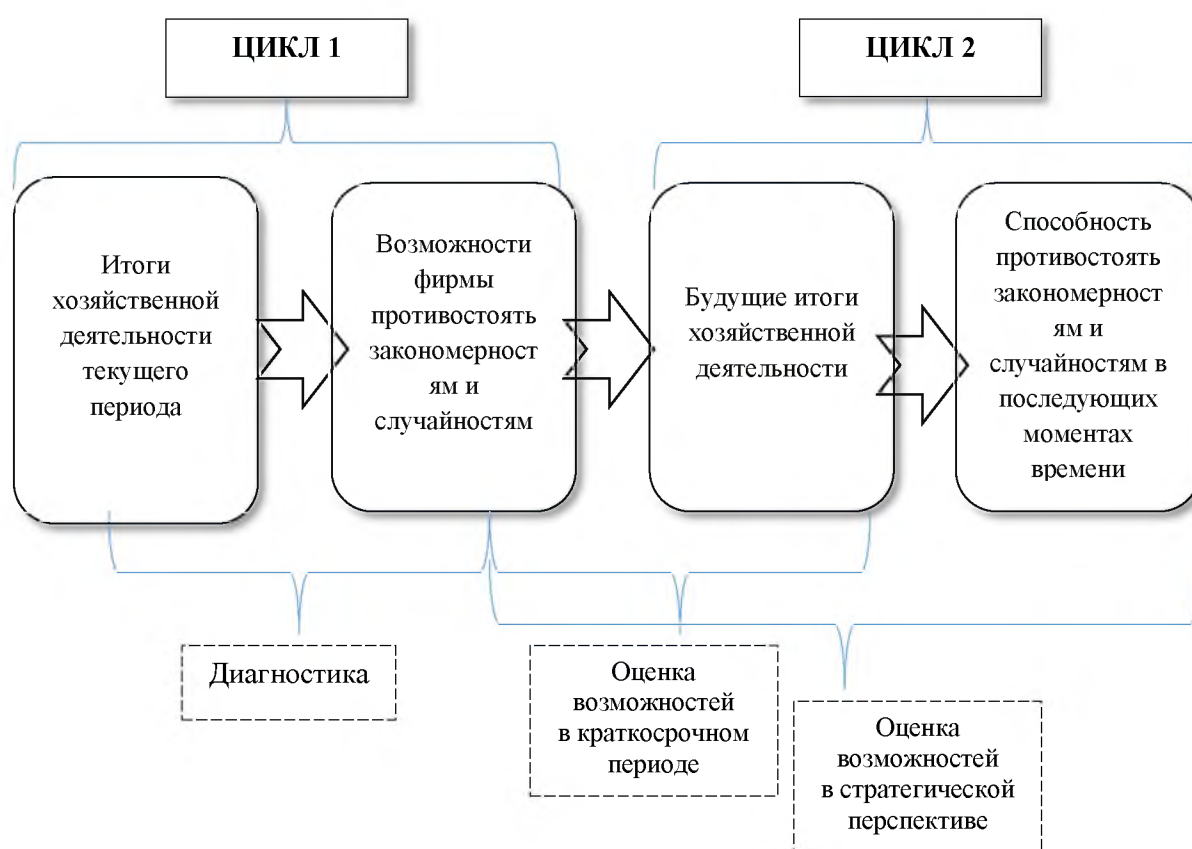 ЦИКЛ 1
ЦИКЛ 2
Итоги
хозяйственной
деятельности
текущего
периода
Возможности
фирмы
противостоять
закономерност
ям и
случайностям
Будущие итоги
хозяйственной
деятельности
Способность
противостоять
закономерност
ям и
случайностям в
последующих
моментах
времени
Диагностика
Оценка
возможностей
в краткосрочном
периоде
Оценка
возможностей
в стратегической
перспективе